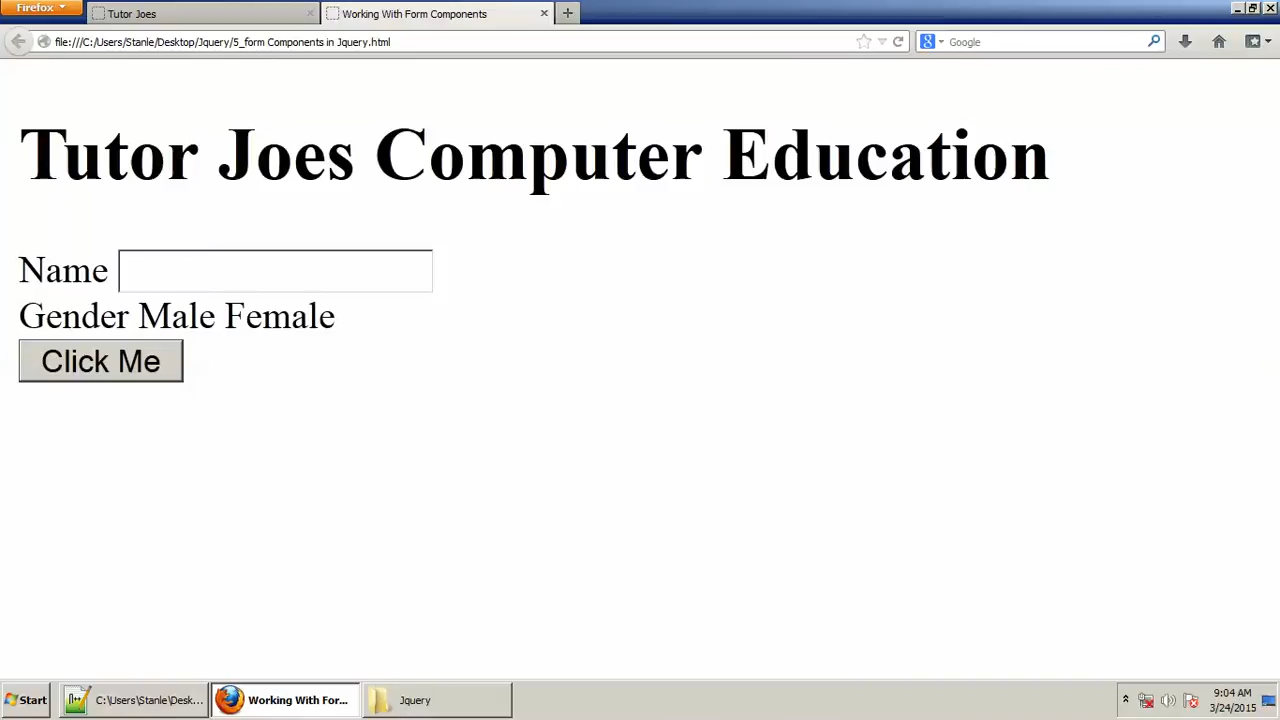 Firefox
Tutor Joes
Working With Form Components
file:///C:/Users/Stanle/Desktop/Jquery/5_form Components in Jquery.html
Google
Tutor Joes Computer Education
Name
Gender Male Female
Click Me
Start
C:\Users\Stanle\Desk...
Working With For...
Jquery
9:04 AM
3/24/2015